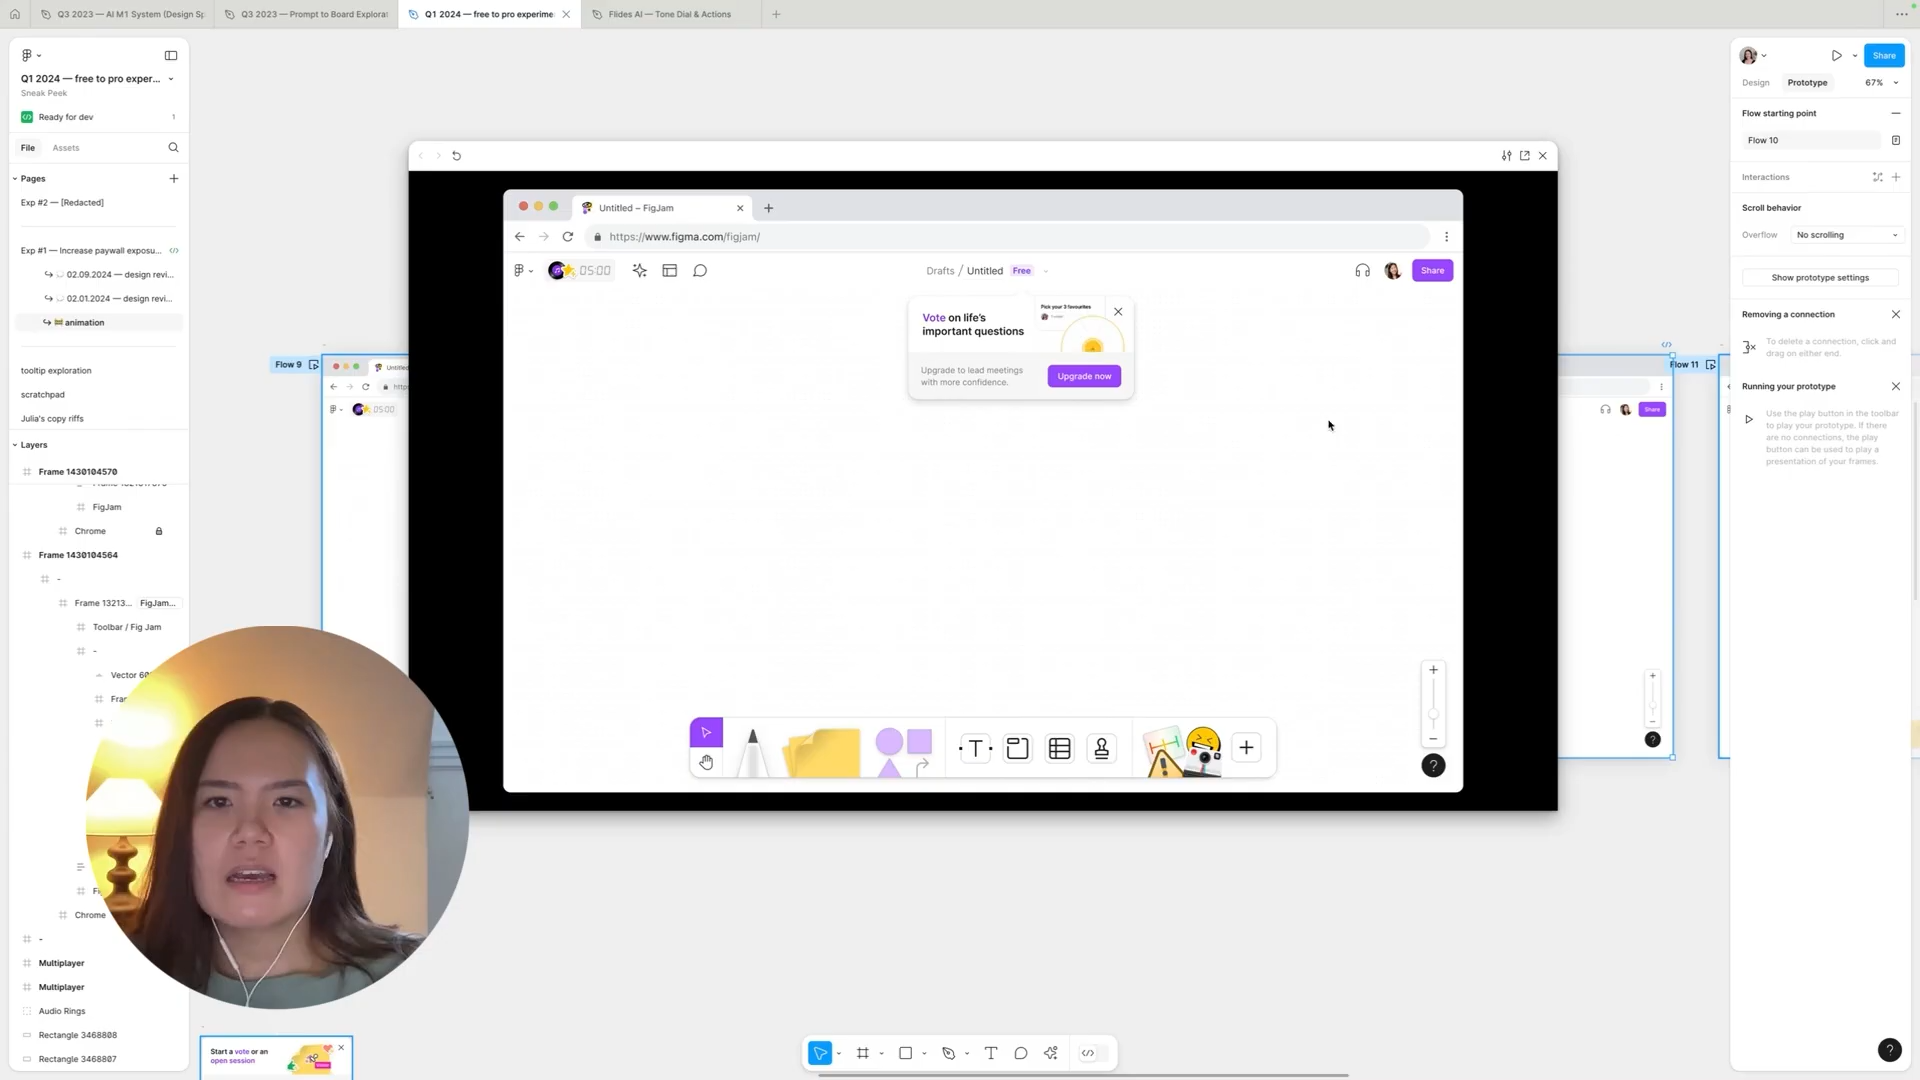 Q3 2023 — AI M1 System (Design Sp
Q3 2023 — Prompt to Board Explorat
Q1 2024 — free to pro experime
Flides AI — Tone Dial & Actions
Q1 2024 — free to pro exper...
Sneak Peek
Ready for dev
1
File
Assets
Pages
Exp #2 — [Redacted]
Exp #1 — Increase paywall exposu...
02.09.2024 — design revi...
02.01.2024 — design revi...
animation
tooltip exploration
scratchpad
Julia's copy riffs
Layers
Frame 1430104570
FigJam
Chrome
Frame 1430104564
-
Frame 13213...
FigJam...
Toolbar / Fig Jam
-
Vector
Chrome
-
Multiplayer
Multiplayer
Audio Rings
Rectangle 3468808
Rectangle 3468807
Flow 9
Untitled
05:00
Untitled – FigJam
https://www.figma.com/figjam/
05:00
Drafts / Untitled
Free
Share
Vote on life's
important questions
Pick your 3 favourites
Upgrade to lead meetings
with more confidence.
Upgrade now
T
?
Flow 11
Share
?
Start a vote or an
open session
Share
Design
Prototype
67%
Flow starting point
Flow 10
Interactions
Scroll behavior
Overflow
No scrolling
Show prototype settings
Removing a connection
To delete a connection, click and
drag on either end.
Running your prototype
Use the play button in the toolbar
to play your prototype. If there
are no connections, the play
button can be used to play a
presentation of your frames.
?